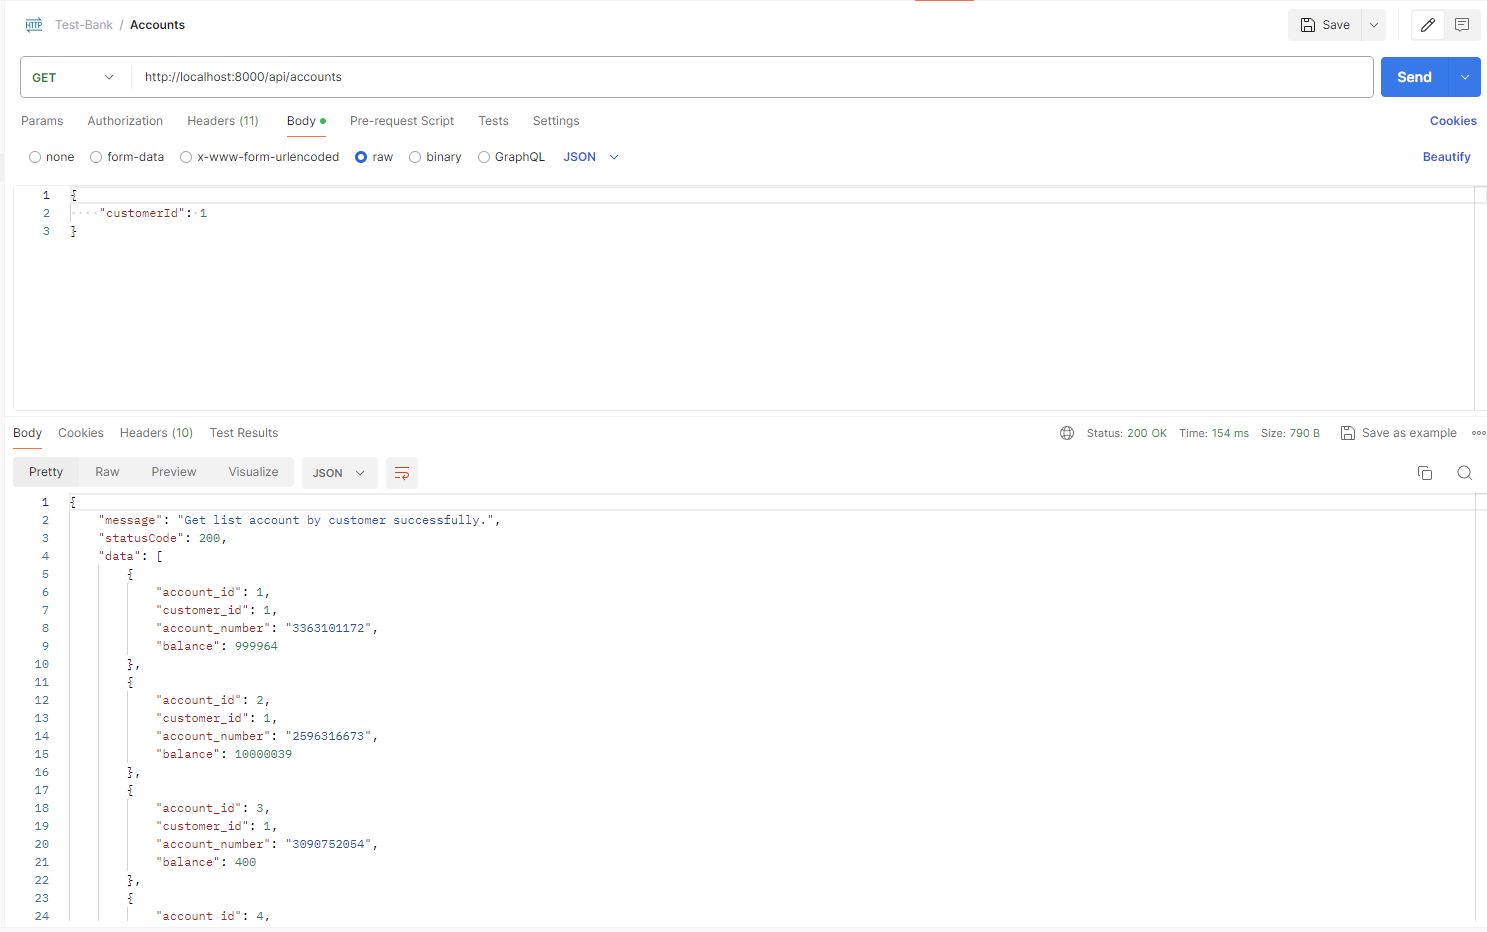 HTTP Test-Bank / Accounts Save
GET http://localhost:8000/api/accounts Send
Params Authorization Headers (11) Body Pre-request Script Tests Settings Cookies
none form-data x-www-form-urlencoded raw binary GraphQL JSON Beautify
1 {
2 "customerId": 1
3 }
Body Cookies Headers (10) Test Results Status: 200 OK Time: 154 ms Size: 790 B Save as example
Pretty Raw Preview Visualize JSON
1 {
2 "message": "Get list account by customer successfully.",
3 "statusCode": 200,
4 "data": [
5 {
6 "account_id": 1,
7 "customer_id": 1,
8 "account_number": "3363101172",
9 "balance": 999964
10 },
11 {
12 "account_id": 2,
13 "customer_id": 1,
14 "account_number": "2596316673",
15 "balance": 10000039
16 },
17 {
18 "account_id": 3,
19 "customer_id": 1,
20 "account_number": "3090752054",
21 "balance": 400
22 },
23 {
24 "account_id": 4,